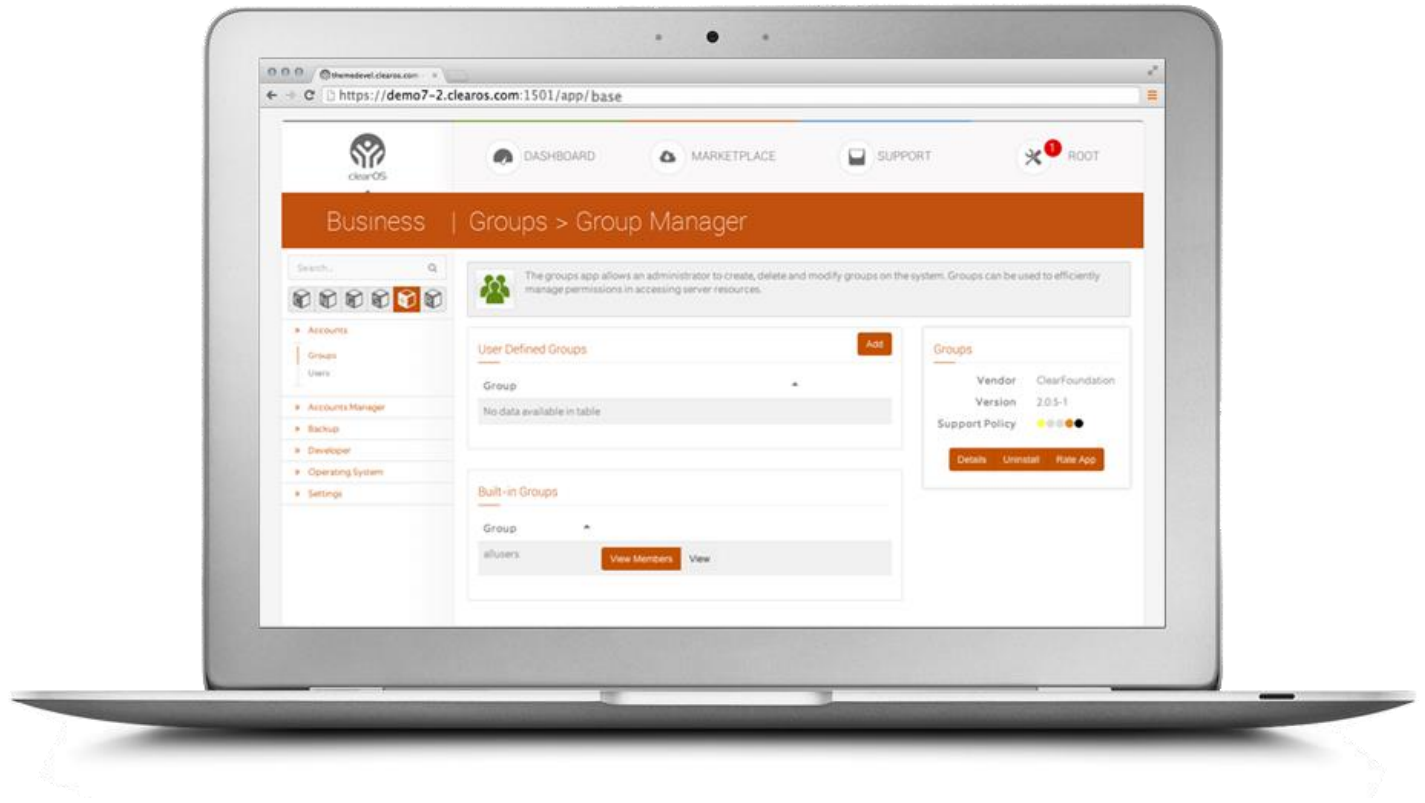 themedevel.clearos.com
https://demo7-2.clearos.com:1501/app/base
clearOS
DASHBOARD
MARKETPLACE
SUPPORT
1
ROOT
Business | Groups > Group Manager
Search...
The groups app allows an administrator to create, delete and modify groups on the system. Groups can be used to efficiently
manage permissions in accessing server resources.
Accounts
Groups
Users
Accounts Manager
Backup
Developer
Operating System
Settings
User Defined Groups
Add
Group
No data available in table
Built-in Groups
Group
allusers
View Members
View
Groups
Vendor ClearFoundation
Version 2.0.5-1
Support Policy
Details Uninstall Rate App